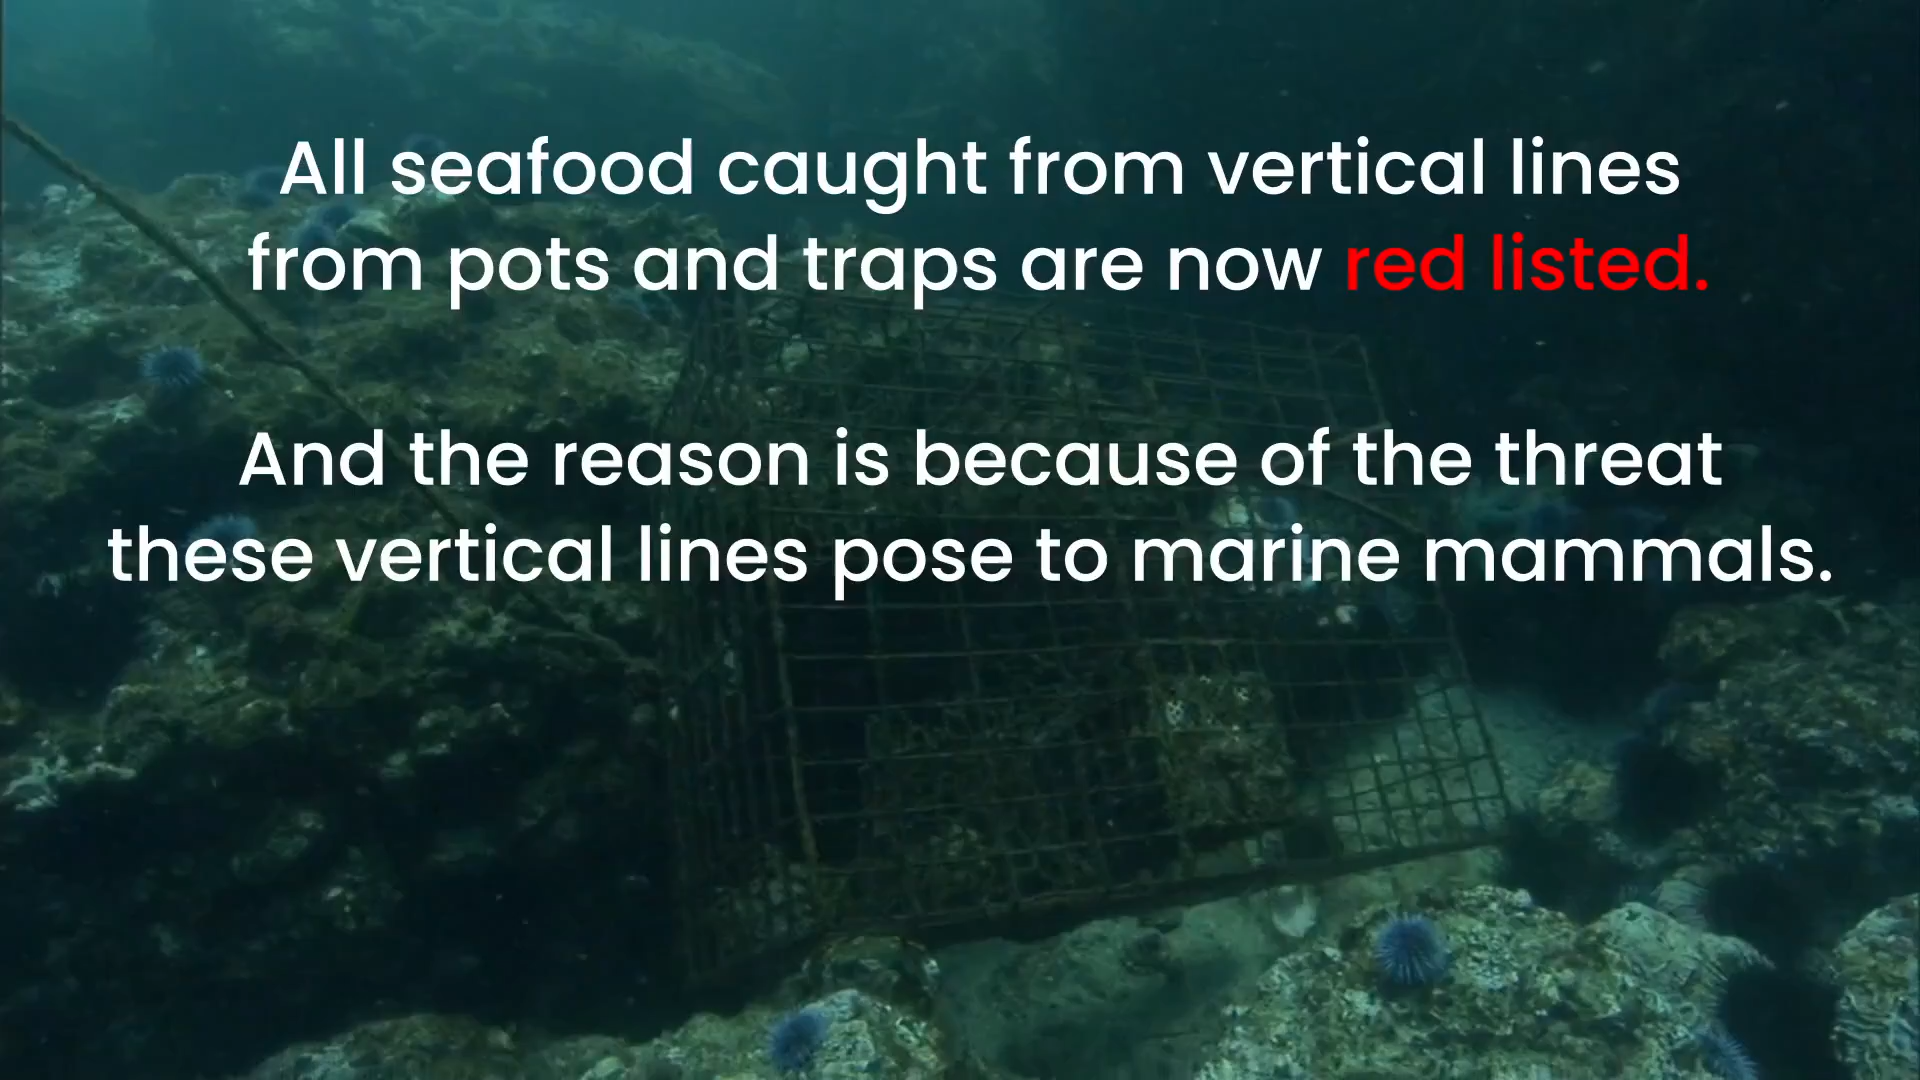 All seafood caught from vertical lines
from pots and traps are now red listed.
And the reason is because of the threat
these vertical lines pose to marine mammals.